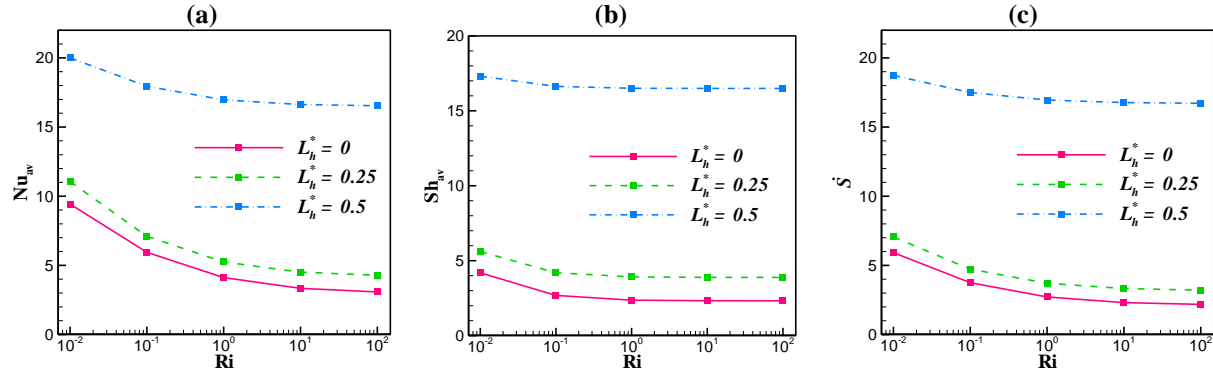 (a)
20
15
10
5
0
Nu_av
10^-2 10^-1 10^0 10^1 10^2
Ri
L_h^* = 0
L_h^* = 0.25
L_h^* = 0.5
(b)
20
15
10
5
0
Sh_av
10^-2 10^-1 10^0 10^1 10^2
Ri
L_h^* = 0
L_h^* = 0.25
L_h^* = 0.5
(c)
20
15
10
5
0
Ṡ
10^-2 10^-1 10^0 10^1 10^2
Ri
L_h^* = 0
L_h^* = 0.25
L_h^* = 0.5